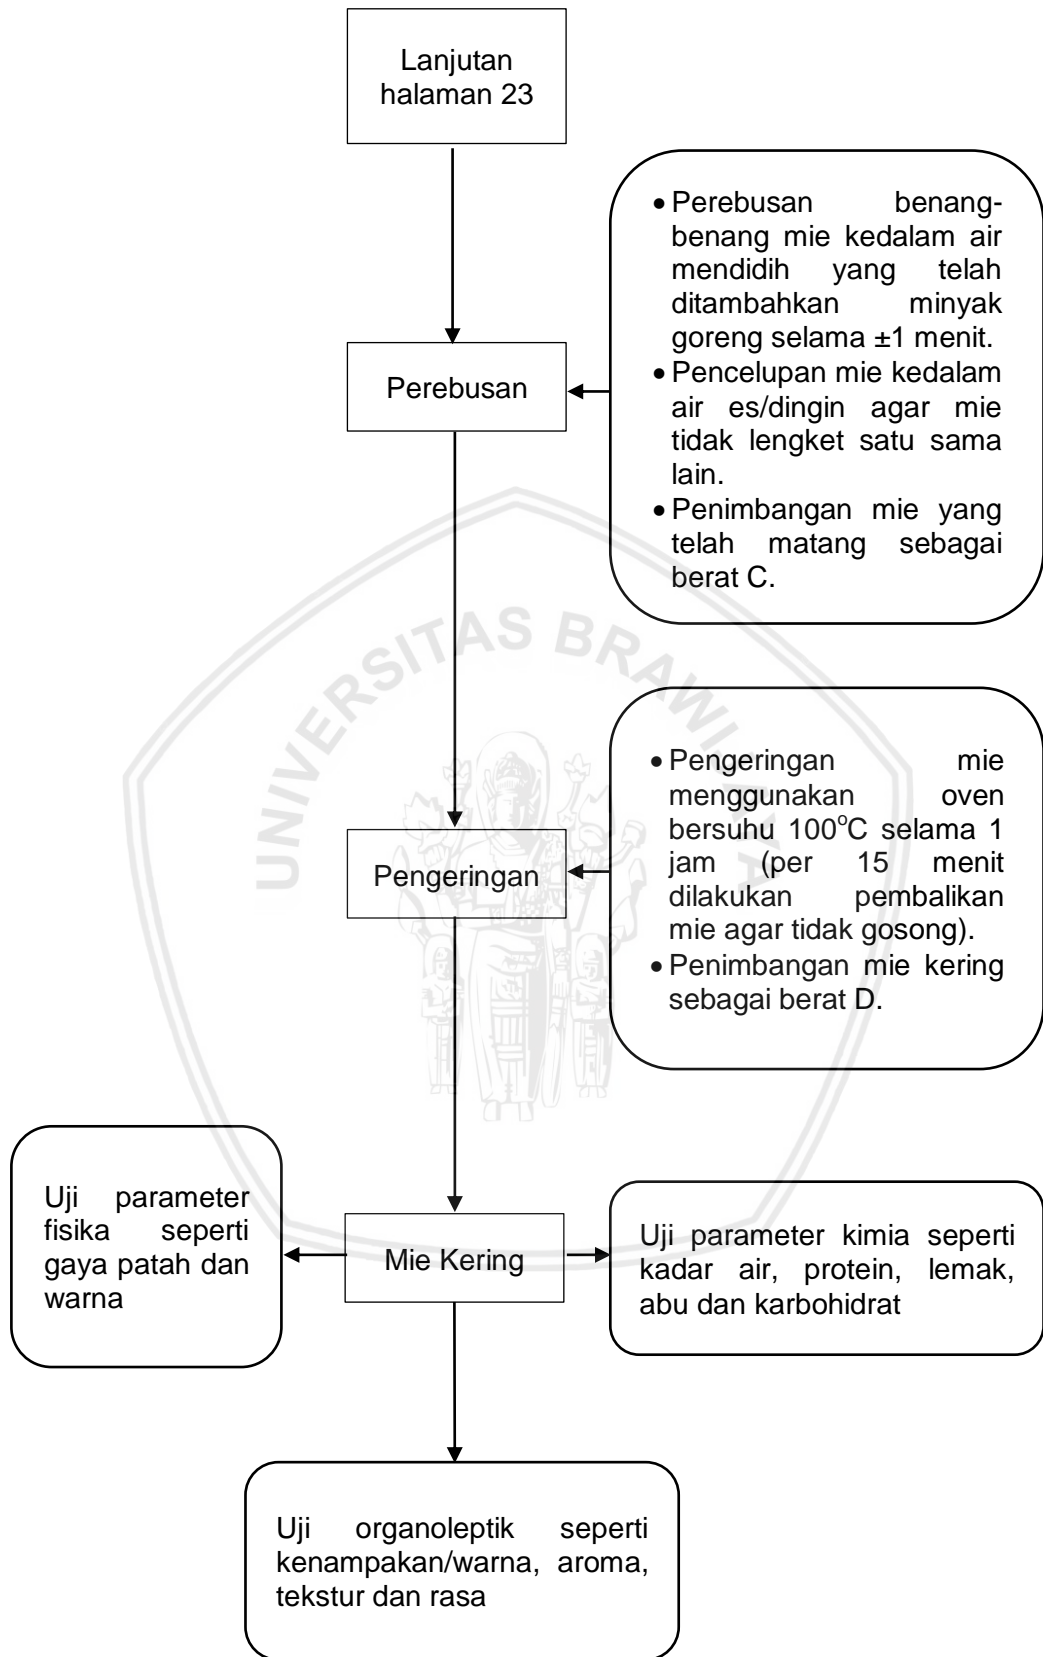 Lanjutan
halaman 23
• Perebusan benang-
benang mie kedalam air
mendidih yang telah
ditambahkan minyak
goreng selama ±1 menit.
• Pencelupan mie kedalam
air es/dingin agar mie
tidak lengket satu sama
lain.
• Penimbangan mie yang
telah matang sebagai
berat C.
Perebusan
UNIVERSITAS BRAWIJAYA
• Pengeringan mie
menggunakan oven
bersuhu 100°C selama 1
jam (per 15 menit
dilakukan pembalikan
mie agar tidak gosong).
• Penimbangan mie kering
sebagai berat D.
Pengeringan
Uji parameter
fisika seperti
gaya patah dan
warna
Mie Kering
Uji parameter kimia seperti
kadar air, protein, lemak,
abu dan karbohidrat
Uji organoleptik seperti
kenampakan/warna, aroma,
tekstur dan rasa